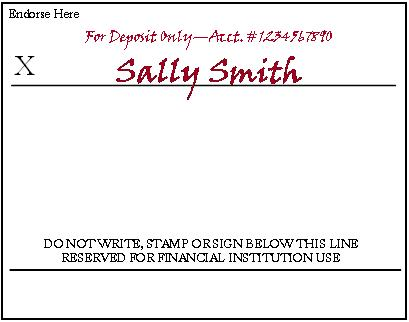 Endorse Here
For Deposit Only—Acct. #1234567890
X Sally Smith
DO NOT WRITE, STAMP OR SIGN BELOW THIS LINE
RESERVED FOR FINANCIAL INSTITUTION USE